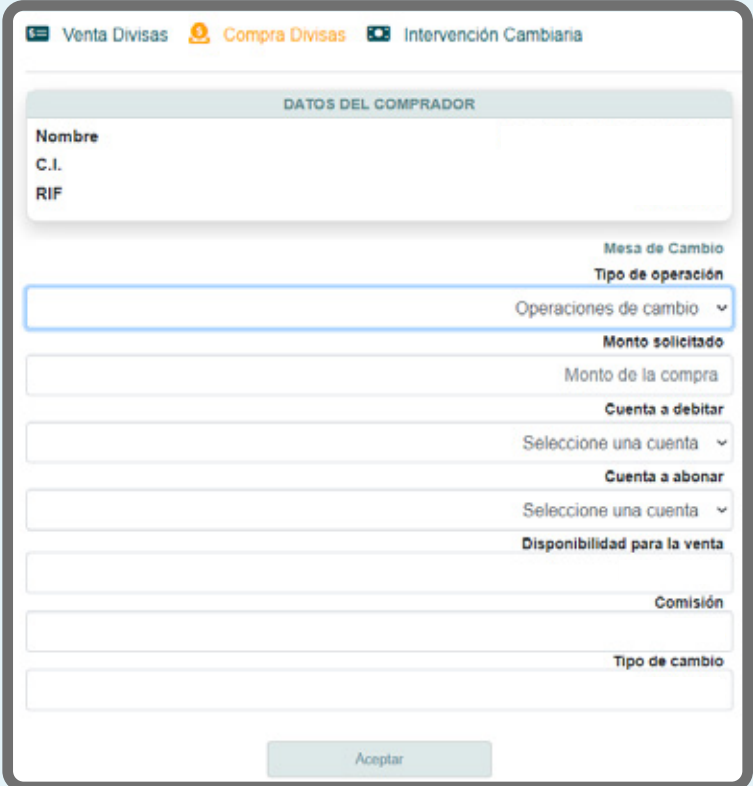 Venta Divisas Compra Divisas Intervención Cambiaria
DATOS DEL COMPRADOR
Nombre
C.I.
RIF
Mesa de Cambio
Tipo de operación
Operaciones de cambio
Monto solicitado
Monto de la compra
Cuenta a debitar
Seleccione una cuenta
Cuenta a abonar
Seleccione una cuenta
Disponibilidad para la venta
Comisión
Tipo de cambio
Aceptar